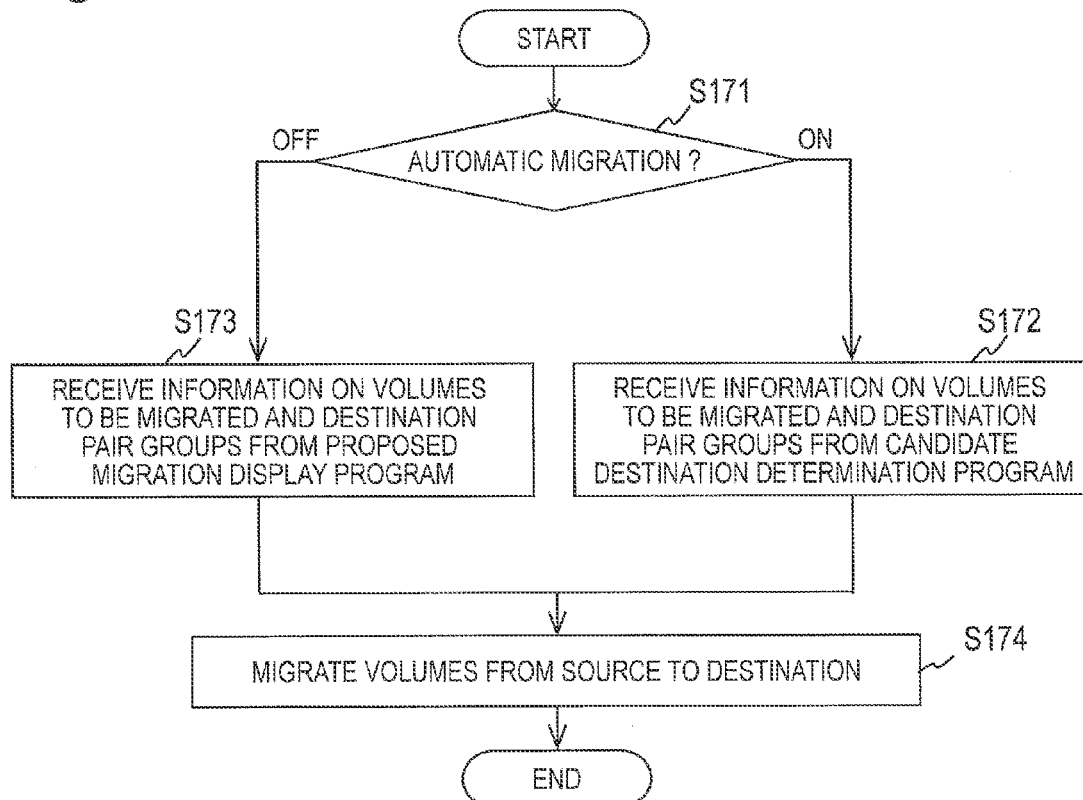 START
S171
OFF
ON
AUTOMATIC MIGRATION ?
S173
S172
RECEIVE INFORMATION ON VOLUMES
TO BE MIGRATED AND DESTINATION
PAIR GROUPS FROM PROPOSED
MIGRATION DISPLAY PROGRAM
RECEIVE INFORMATION ON VOLUMES
TO BE MIGRATED AND DESTINATION
PAIR GROUPS FROM CANDIDATE
DESTINATION DETERMINATION PROGRAM
S174
MIGRATE VOLUMES FROM SOURCE TO DESTINATION
END